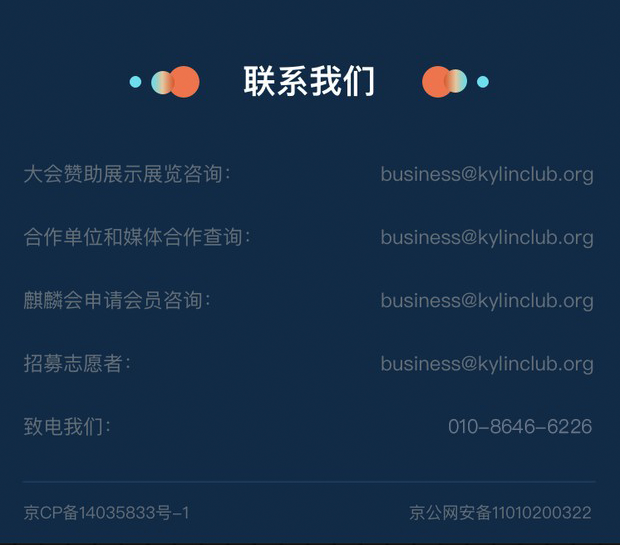 联系我们
大会赞助展示展览咨询： business@kylinclub.org
合作单位和媒体合作查询： business@kylinclub.org
麒麟会申请会员咨询： business@kylinclub.org
招募志愿者： business@kylinclub.org
致电我们： 010-8646-6226
京CP备14035833号-1 京公网安备11010200322